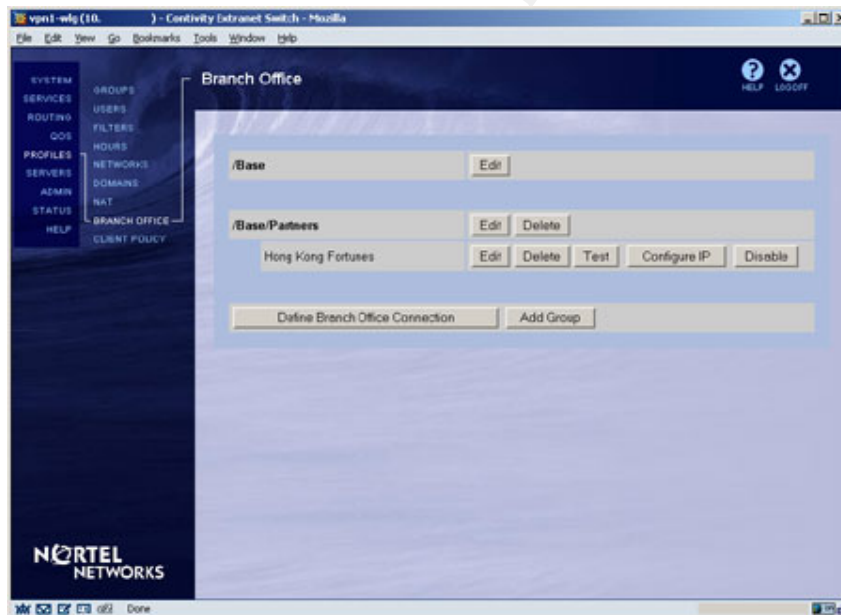 vpn1-wlg (10. ) - Contivity Extranet Switch - Mozilla
File Edit View Go Bookmarks Tools Window Help
Branch Office
HELP LOGOFF
SYSTEM
SERVICES
ROUTING
QOS
PROFILES
SERVERS
ADMIN
STATUS
HELP
GROUPS
USERS
FILTERS
HOURS
NETWORKS
DOMAINS
NAT
BRANCH OFFICE
CLIENT POLICY
/Base Edit
/Base/Partners Edit Delete
Hong Kong Fortunes Edit Delete Test Configure IP Disable
Define Branch Office Connection Add Group
NORTEL
NETWORKS
Done